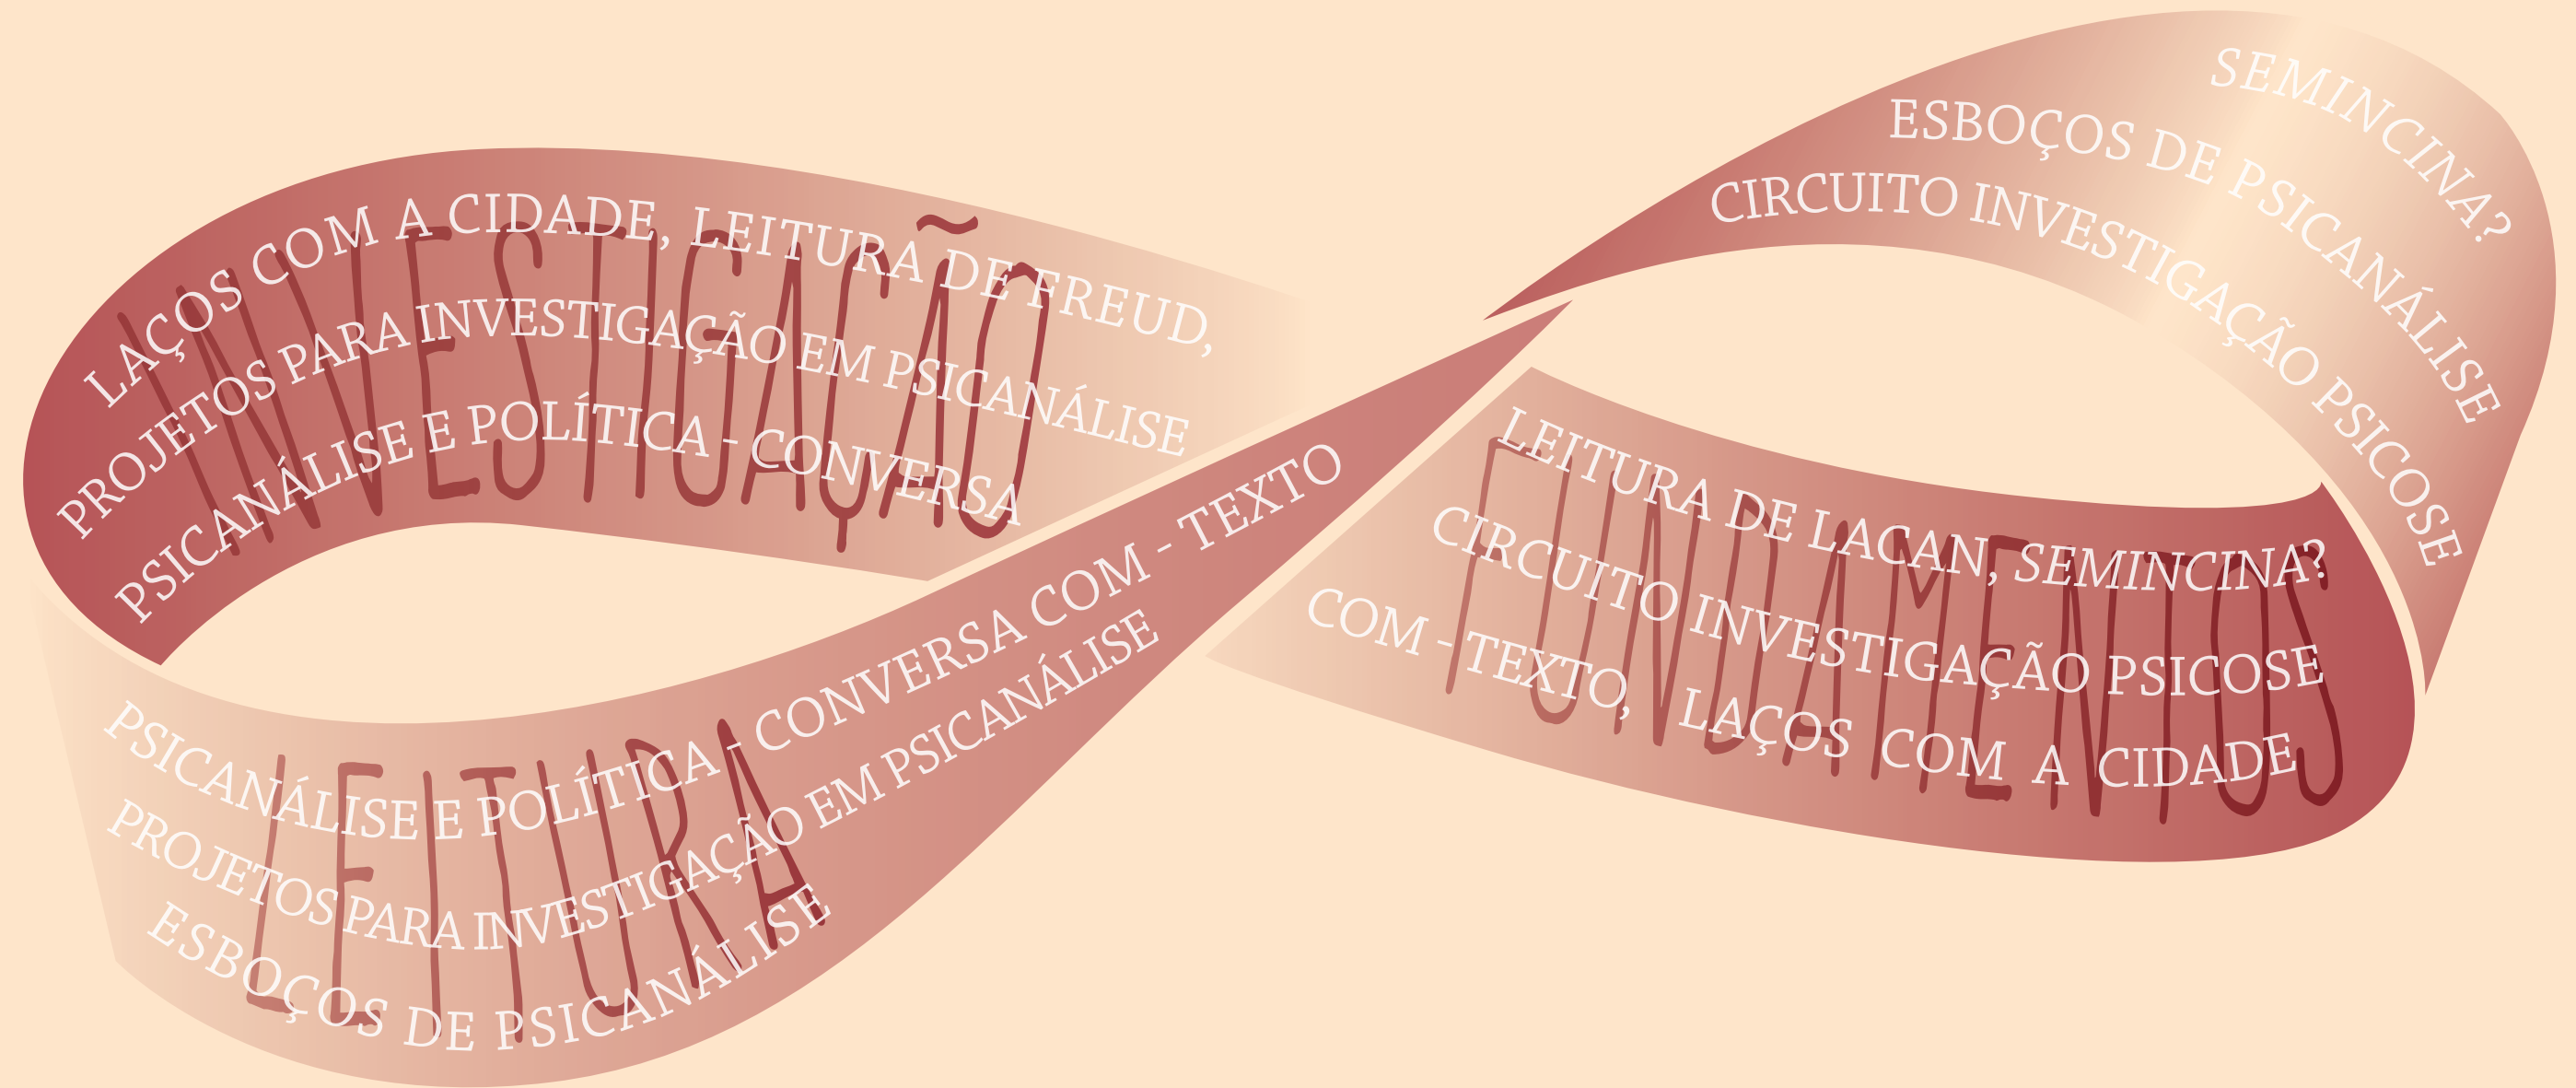 LAÇOS COM A CIDADE, LEITURA DE FREUD,
PROJETOS PARA INVESTIGAÇÃO EM PSICANÁLISE
PSICANÁLISE E POLÍTICA - CONVERSA
INVESTIGAÇÃO
PSICANÁLISE E POLÍTICA - CONVERSA COM - TEXTO
PROJETOS PARA INVESTIGAÇÃO EM PSICANÁLISE
ESBOÇOS DE PSICANÁLISE
LEITURA
SEMINCINA?
ESBOÇOS DE PSICANÁLISE
CIRCUITO INVESTIGAÇÃO PSICOSE
LEITURA DE LACAN, SEMINCINA?
CIRCUITO INVESTIGAÇÃO PSICOSE
COM - TEXTO, LAÇOS COM A CIDADE
FUNDAMENTOS